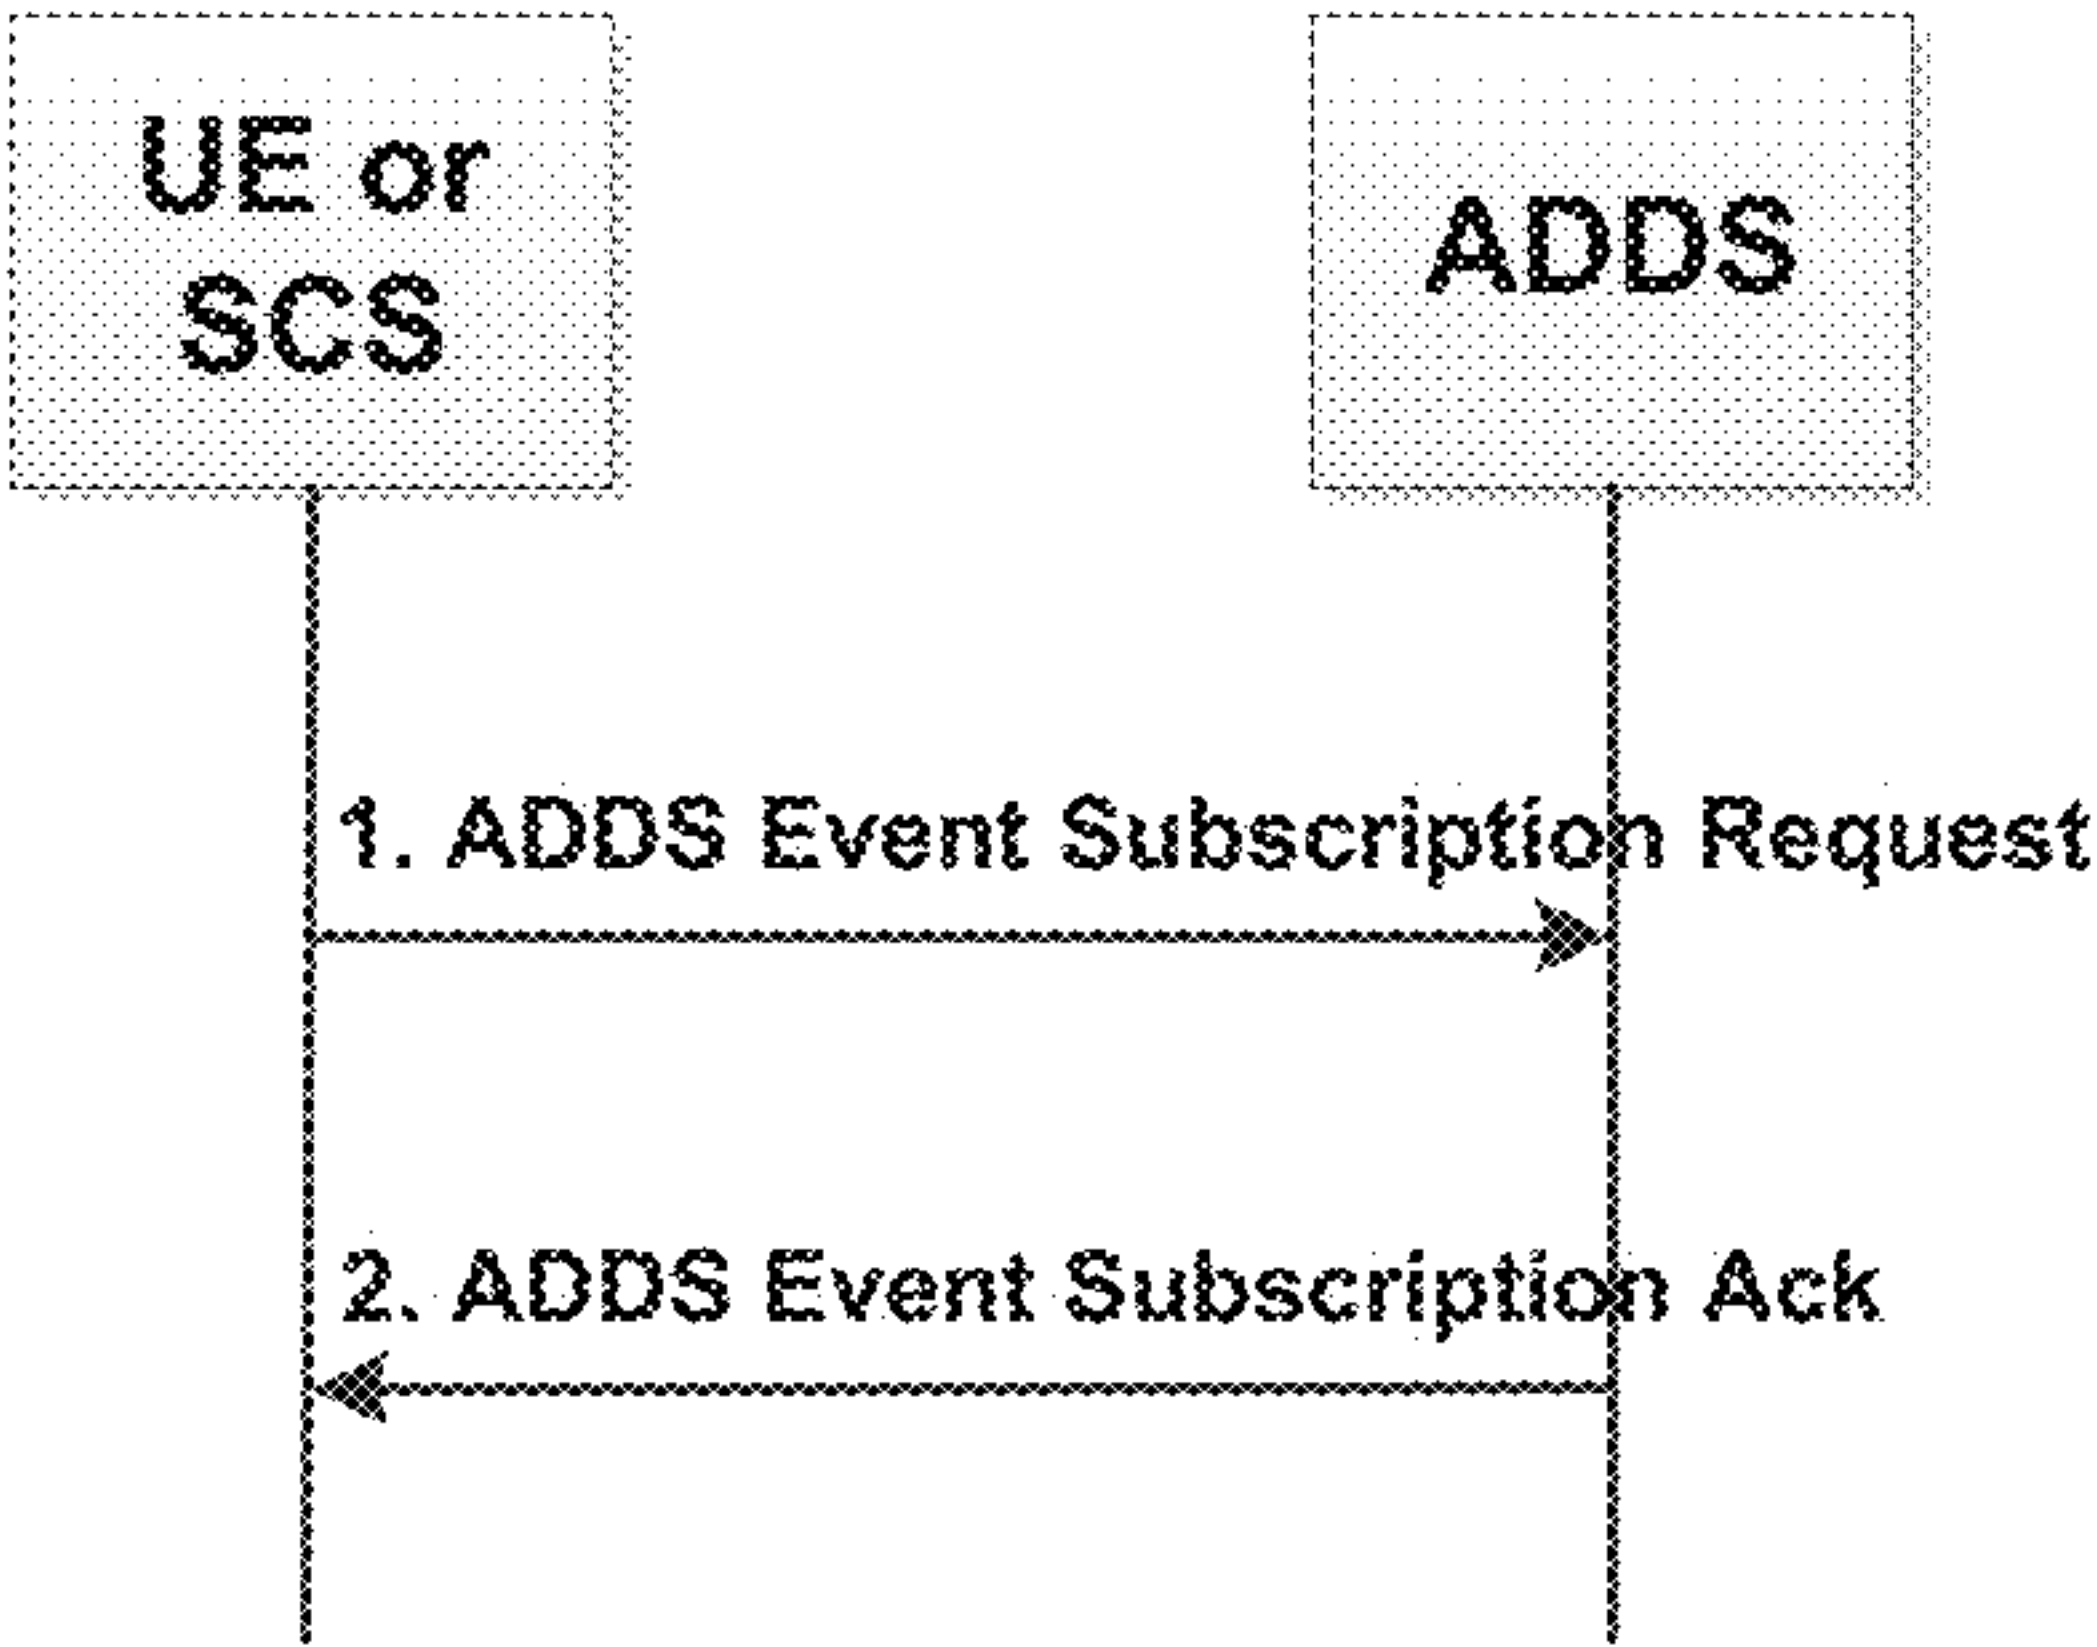 UE or
SCS
ADDS
1. ADDS Event Subscription Request
2. ADDS Event Subscription Ack